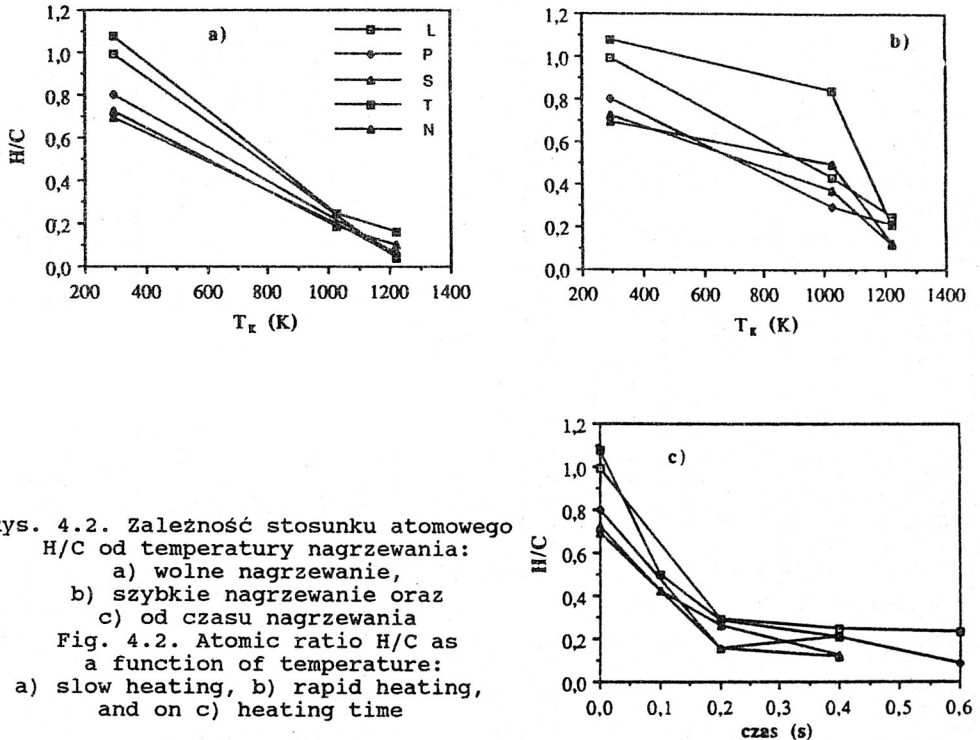 a)
L
P
S
T
N
H/C
1,2
1,0
0,8
0,6
0,4
0,2
0,0
200 400 600 800 1000 1200 1400
T_K (K)
b)
1,2
1,0
0,8
0,6
0,4
0,2
0,0
200 400 600 800 1000 1200 1400
T_K (K)
c)
H/C
1,2
1,0
0,8
0,6
0,4
0,2
0,0
0,0 0,1 0,2 0,3 0,4 0,5 0,6
czas (s)
ys. 4.2. Zależność stosunku atomowego
H/C od temperatury nagrzewania:
a) wolne nagrzewanie,
b) szybkie nagrzewanie oraz
c) od czasu nagrzewania
Fig. 4.2. Atomic ratio H/C as
a function of temperature:
a) slow heating, b) rapid heating,
and on c) heating time